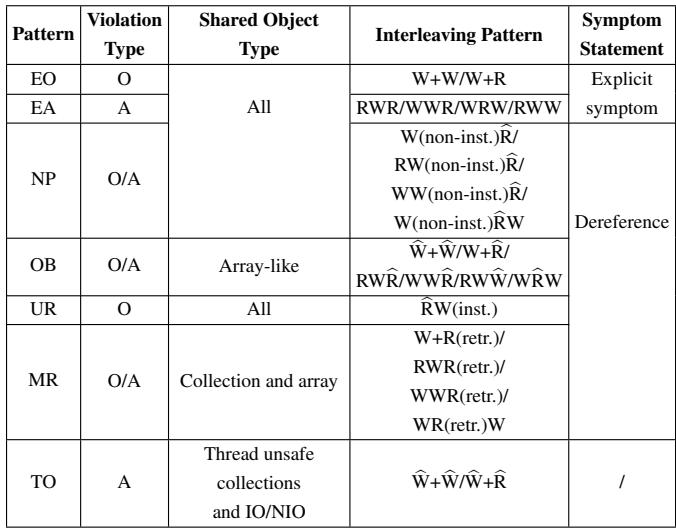 Pattern Violation Type Shared Object Type Interleaving Pattern Symptom Statement
EO O All W+W/W+R Explicit symptom
EA A RWR/WWR/WRW/RWW
NP O/A W(non-inst.)R̂/ Dereference
RW(non-inst.)R̂/
WW(non-inst.)R̂/
W(non-inst.)R̂W
OB O/A Array-like Ŵ+Ŵ/W+R̂/
RWR̂/WWR̂/RWŴ/WR̂W
UR O All R̂W(inst.)
MR O/A Collection and array W+R(retr.)/
RWR(retr.)/
WWR(retr.)/
WR(retr.)W
TO A Thread unsafe collections and IO/NIO Ŵ+Ŵ/Ŵ+R̂ /